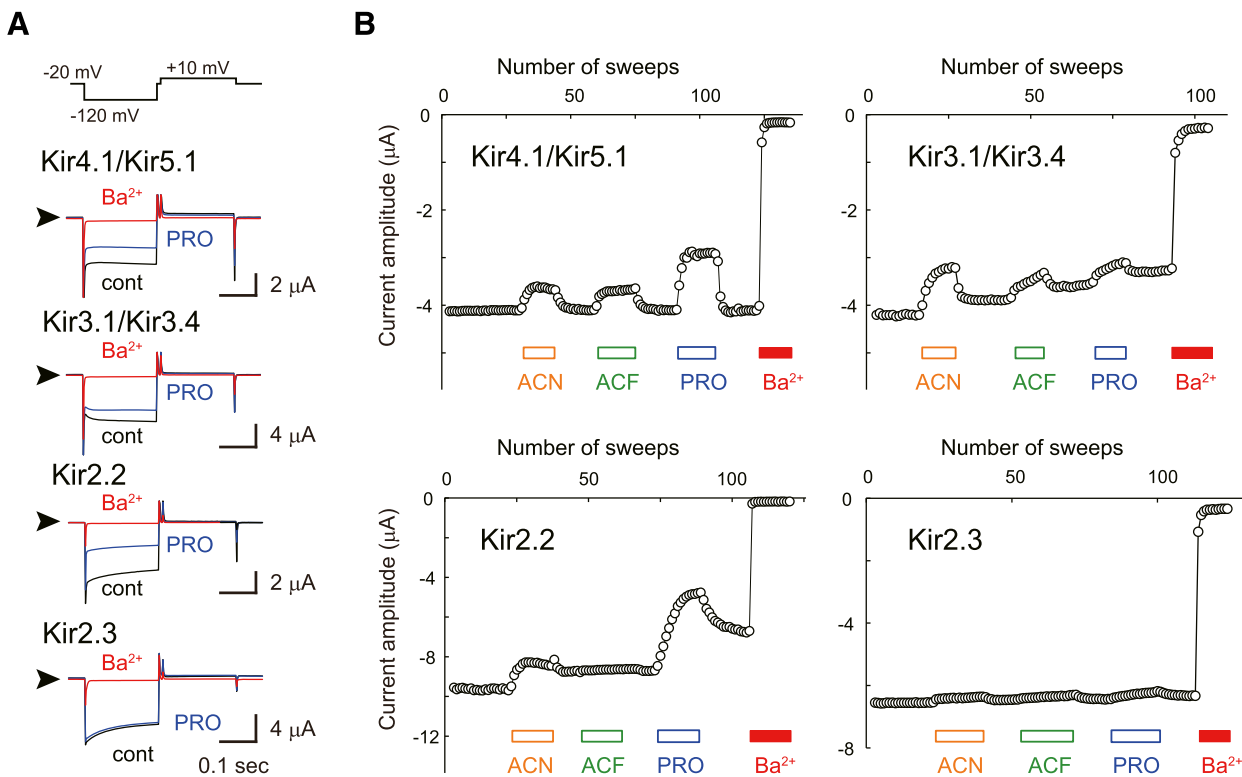 A
-20 mV
+10 mV
-120 mV
Kir4.1/Kir5.1
Ba²⁺
PRO
cont
2 μA
Kir3.1/Kir3.4
Ba²⁺
PRO
cont
4 μA
Kir2.2
Ba²⁺
PRO
cont
2 μA
Kir2.3
Ba²⁺
PRO
cont
4 μA
0.1 sec
B
Number of sweeps
0 50 100
Current amplitude (μA)
0
-2
-4
Kir4.1/Kir5.1
ACN ACF PRO Ba²⁺
Number of sweeps
0 50 100
0
-2
-4
Kir3.1/Kir3.4
ACN ACF PRO Ba²⁺
Number of sweeps
0 50 100
Current amplitude (μA)
0
-4
-8
-12
Kir2.2
ACN ACF PRO Ba²⁺
Number of sweeps
0 50 100
0
-4
-8
Kir2.3
ACN ACF PRO Ba²⁺